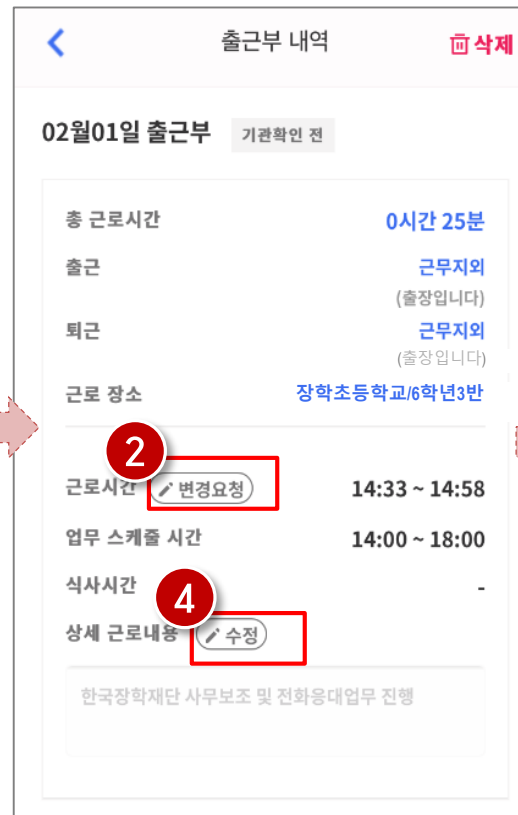 출근부 내역 삭제
02월01일 출근부 기관확인 전
총 근로시간 0시간 25분
출근 근무지외
(출장입니다)
퇴근 근무지외
(출장입니다)
근로 장소 장학초등학교/6학년3반
2
근로시간 변경요청 14:33 ~ 14:58
업무 스케줄 시간 14:00 ~ 18:00
식사시간 -
4
상세 근로내용 수정
한국장학재단 사무보조 및 전화응대업무 진행